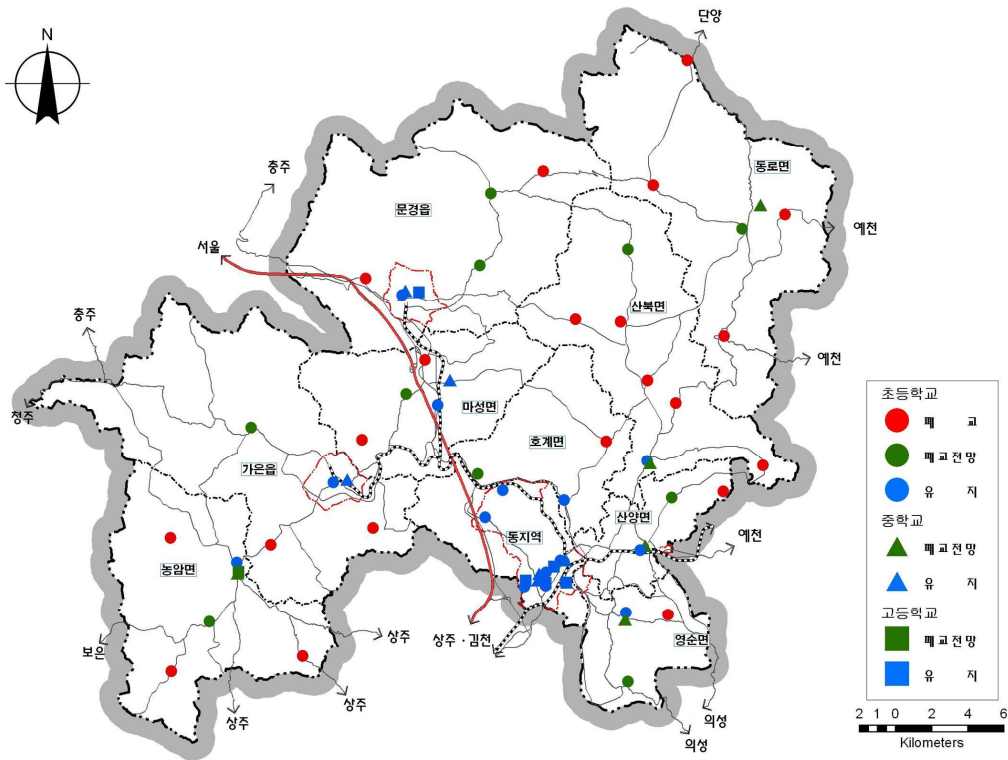 단양
N
충주
동로면
문경읍
예천
서울
산북면
충주
예천
마성면
청주
호계면
가은읍
산양면
동지역
예천
농암면
영순면
보은
상주
상주·김천
상주
상주
의성
의성
초등학교
폐 교
폐교전망
유 지
중학교
폐교전망
유 지
고등학교
폐교전망
유 지
2 1 0 2 4 6
Kilometers